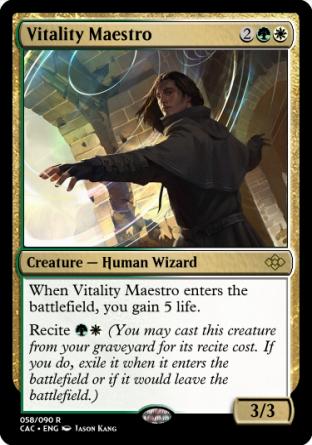 Vitality Maestro 2
Creature — Human Wizard
When Vitality Maestro enters the
battlefield, you gain 5 life.
Recite (You may cast this creature
from your graveyard for its recite cost. If
you do, exile it when it enters the
battlefield or if it would leave the
battlefield.)
3/3
058/090 R
CAC • ENG Jason Kang